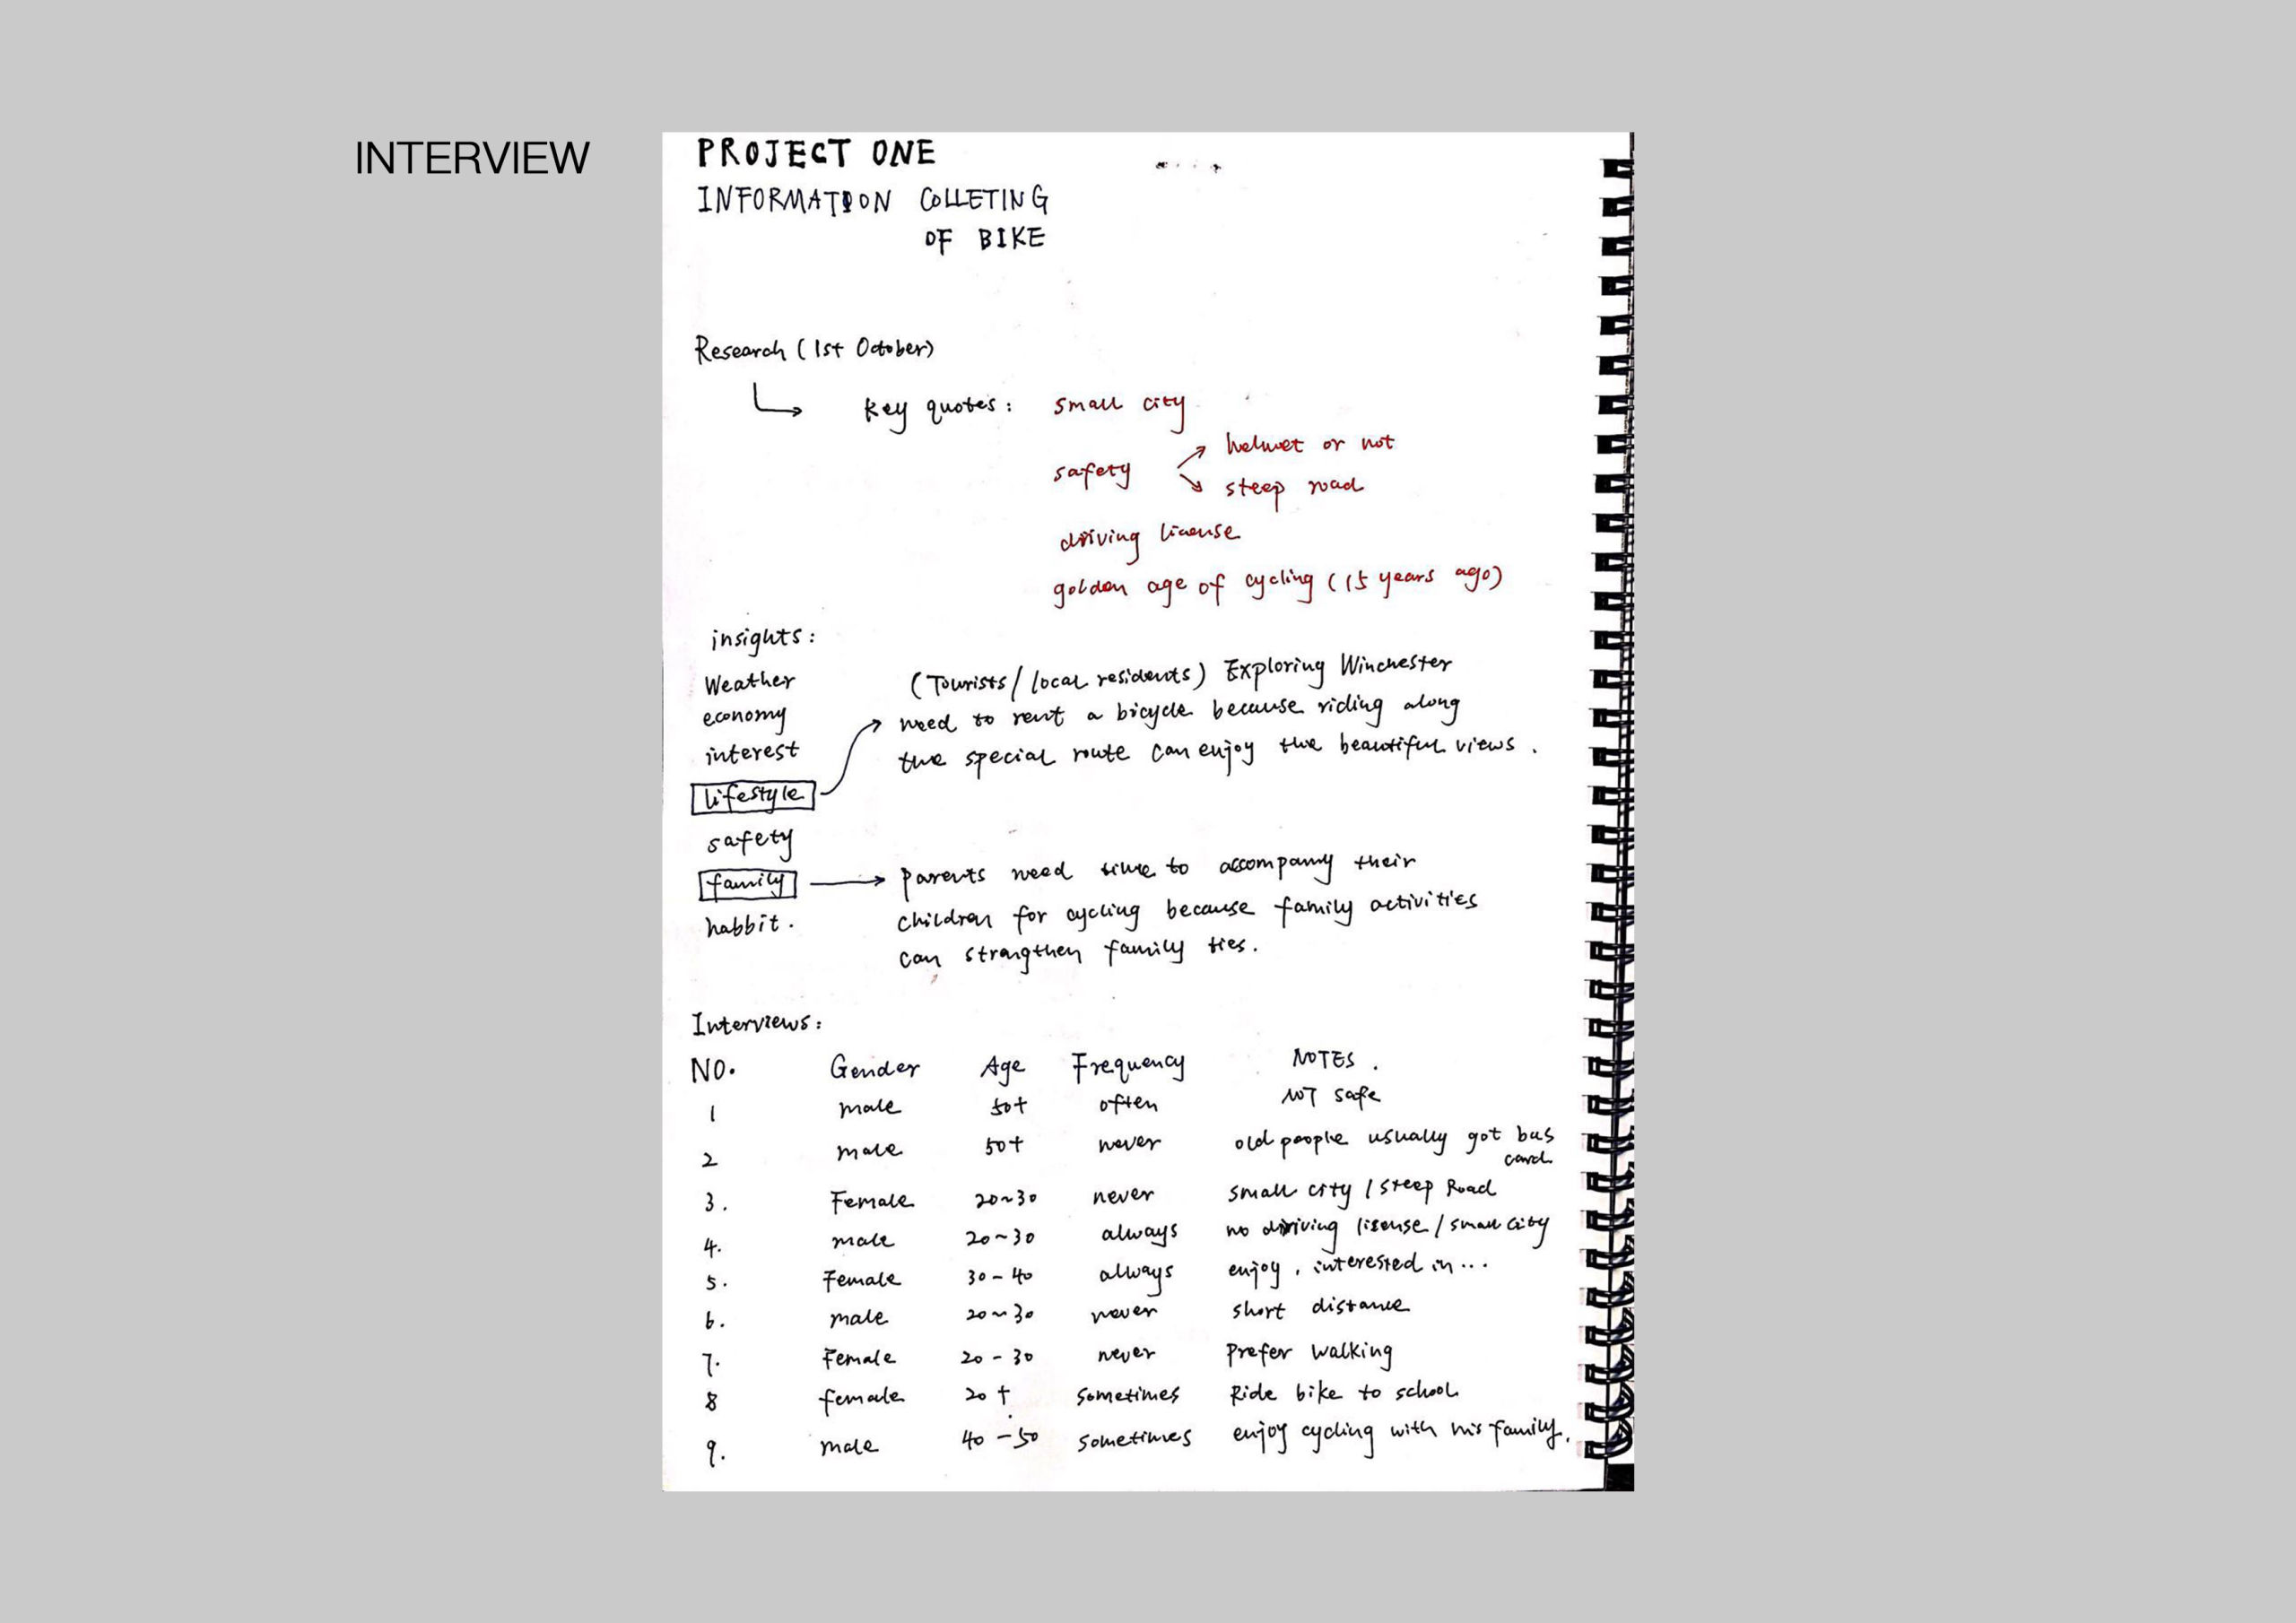 INTERVIEW
PROJECT ONE
INFORMATION COLLETING
OF BIKE
Research (1st October)
key quotes: small city
safety
helmet or not
steep road
driving license
golden age of cycling (15 years ago)
insights:
Weather
economy
interest
lifestyle
safety
family
habbit.
(Tourists/local residents) Exploring Winchester
need to rent a bicycle because riding along
the special route can enjoy the beautiful views.
parents need time to accompany their
children for cycling because family activities
can strengthen family ties.
Interviews:
NO. Gender Age Frequency NOTES.
1 male 50+ often NOT safe
2 male 50+ never old people usually got bus
card
3. Female 20~30 never small city / steep Road
4. male 20~30 always no driving lisense / small city
5. Female 30-40 always enjoy, interested in...
6. male 20~30 never short distance
7. Female 20-30 never Prefer walking
8 female 20+ sometimes Ride bike to school
9. male 40-50 sometimes enjoy cycling with his family.